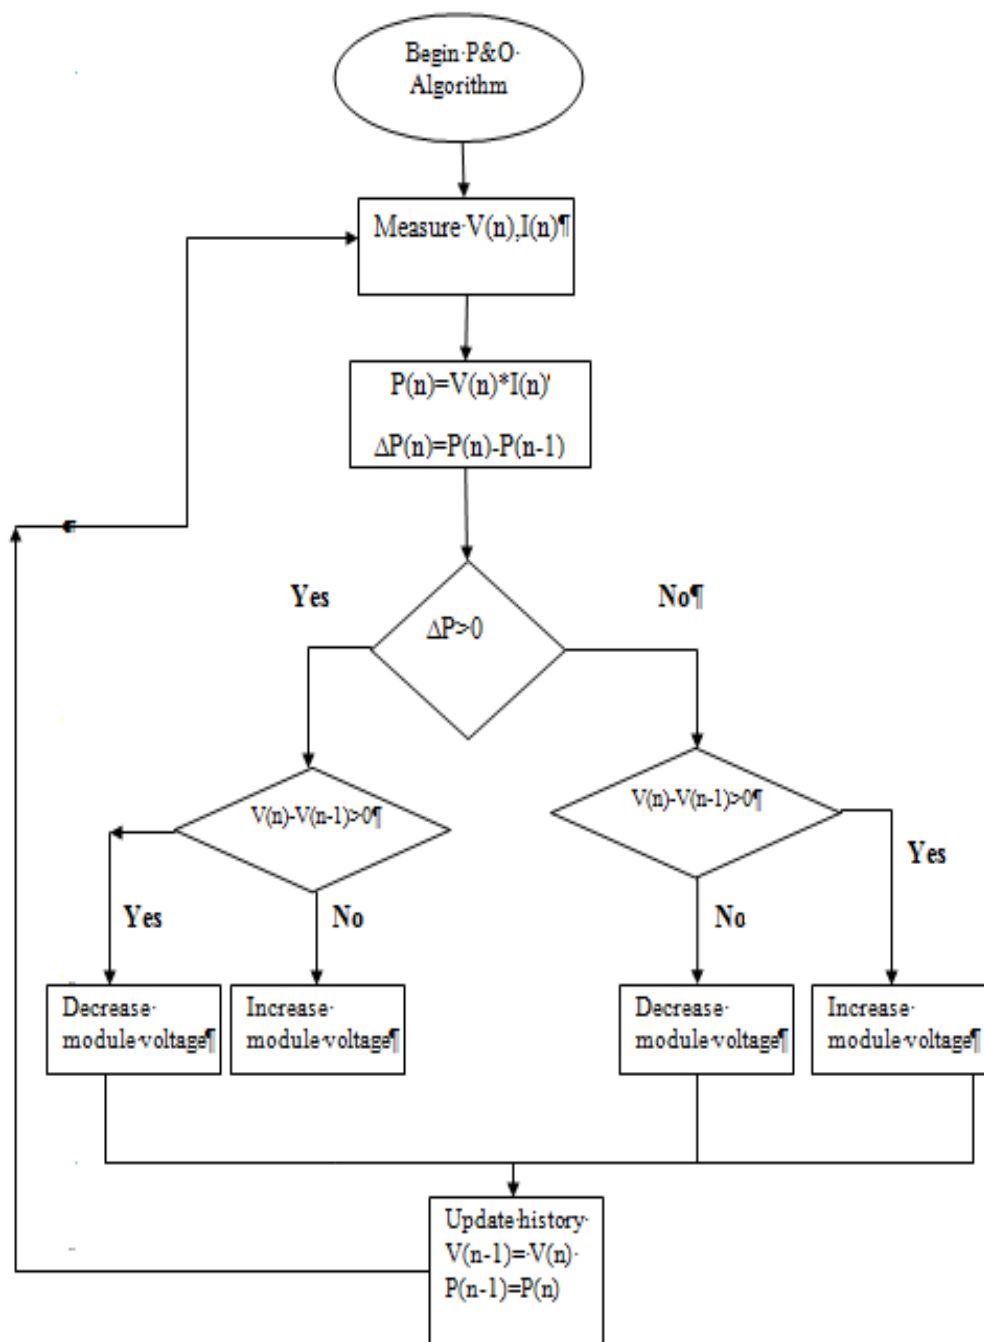 Begin·P&O·
Algorithm
Measure·V(n),I(n)¶
P(n)=V(n)*I(n)'
ΔP(n)=P(n)-P(n-1)
¶
Yes
No¶
ΔP>0
V(n)-V(n-1)>0¶
V(n)-V(n-1)>0¶
Yes
Yes
No
No
Decrease·
module·voltage¶
Increase·
module·voltage¶
Decrease·
module·voltage¶
Increase·
module·voltage¶
Update·history·
V(n-1)=·V(n)·
P(n-1)=P(n)